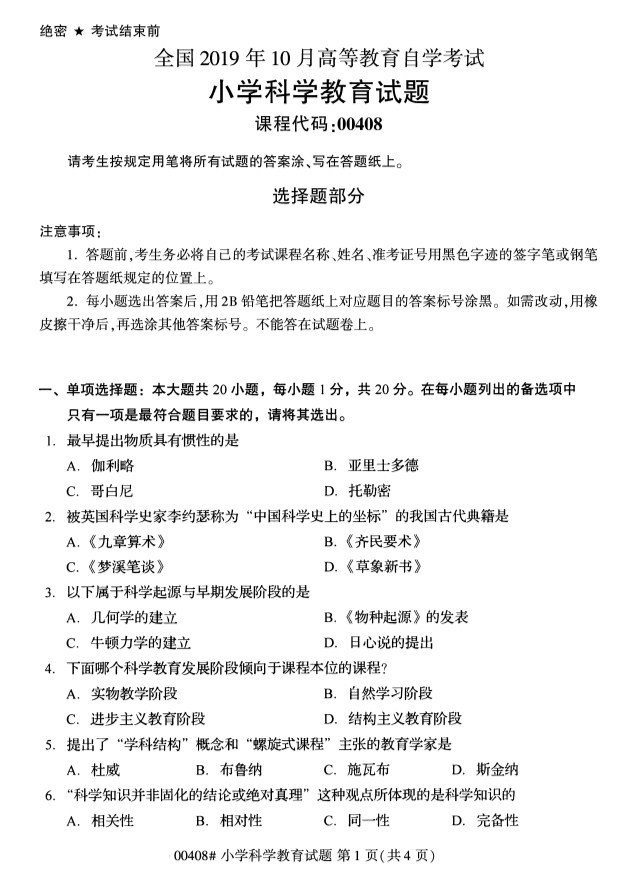 绝密 ★ 考试结束前
全国 2019 年 10 月高等教育自学考试
小学科学教育试题
课程代码:00408
请考生按规定用笔将所有试题的答案涂、写在答题纸上。
选择题部分
注意事项:
1. 答题前,考生务必将自己的考试课程名称、姓名、准考证号用黑色字迹的签字笔或钢笔
填写在答题纸规定的位置上。
2. 每小题选出答案后,用 2B 铅笔把答题纸上对应题目的答案标号涂黑。如需改动,用橡
皮擦干净后,再选涂其他答案标号。不能答在试题卷上。
一、单项选择题：本大题共 20 小题，每小题 1 分，共 20 分。在每小题列出的备选项中
只有一项是最符合题目要求的，请将其选出。
1. 最早提出物质具有惯性的是
A. 伽利略 B. 亚里士多德
C. 哥白尼 D. 托勒密
2. 被英国科学史家李约瑟称为“中国科学史上的坐标”的我国古代典籍是
A.《九章算术》 B.《齐民要术》
C.《梦溪笔谈》 D.《革象新书》
3. 以下属于科学起源与早期发展阶段的是
A. 几何学的建立 B.《物种起源》的发表
C. 牛顿力学的建立 D. 日心说的提出
4. 下面哪个科学教育发展阶段倾向于课程本位的课程?
A. 实物教学阶段 B. 自然学习阶段
C. 进步主义教育阶段 D. 结构主义教育阶段
5. 提出了“学科结构”概念和“螺旋式课程”主张的教育学家是
A. 杜威 B. 布鲁纳 C. 施瓦布 D. 斯金纳
6. “科学知识并非固化的结论或绝对真理”这种观点所体现的是科学知识的
A. 相关性 B. 相对性 C. 同一性 D. 完备性
00408# 小学科学教育试题 第 1 页(共 4 页)